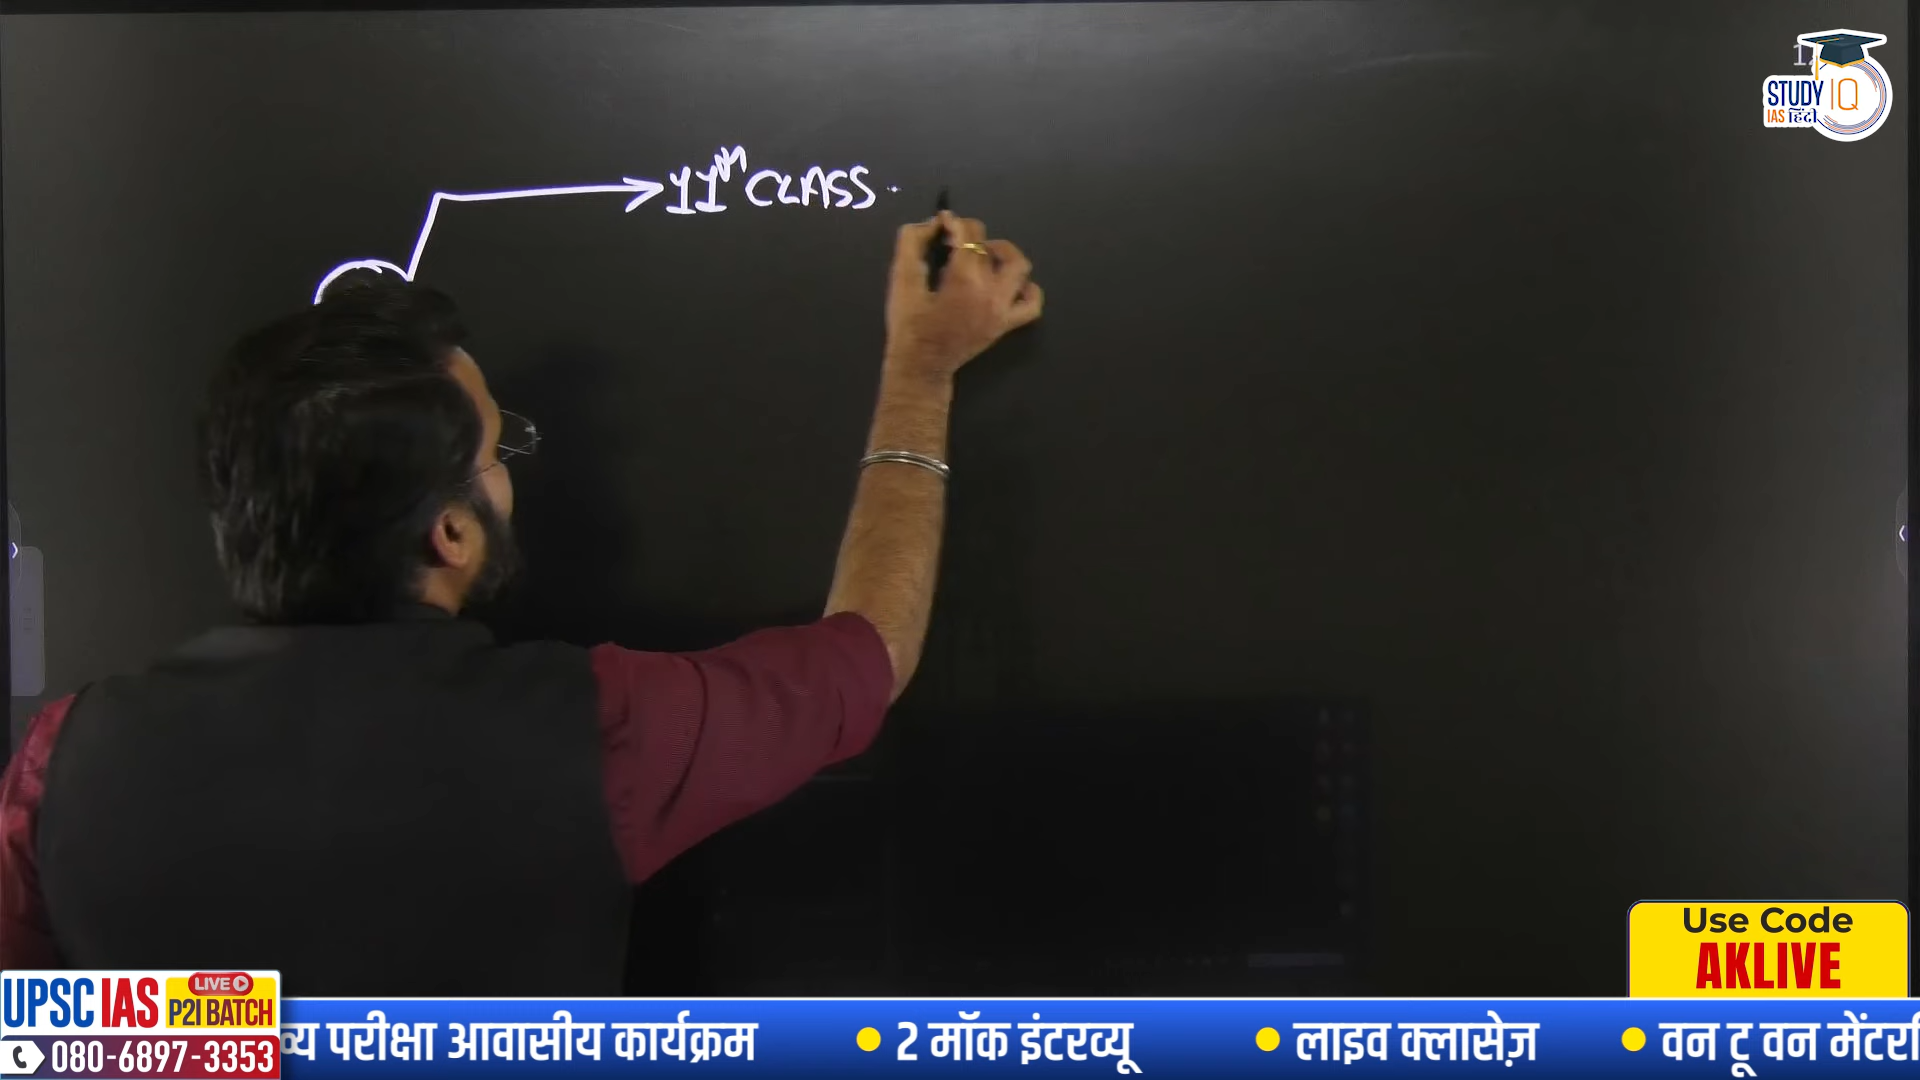 11th CLASS
STUDY IQ
IAS हिंदी
Use Code
AKLIVE
UPSC IAS LIVE P2I BATCH
080-6897-3353
परीक्षा आवासीय कार्यक्रम 2 मॉक इंटरव्यू लाइव क्लासेज़ वन टू वन